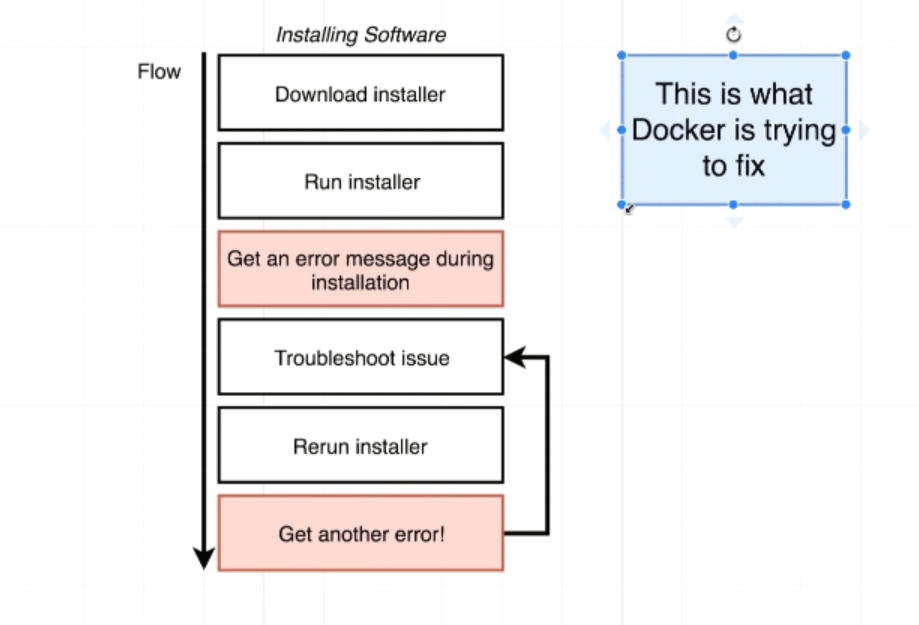 Installing Software
Flow
Download installer
Run installer
Get an error message during
installation
Troubleshoot issue
Rerun installer
Get another error!
This is what
Docker is trying
to fix